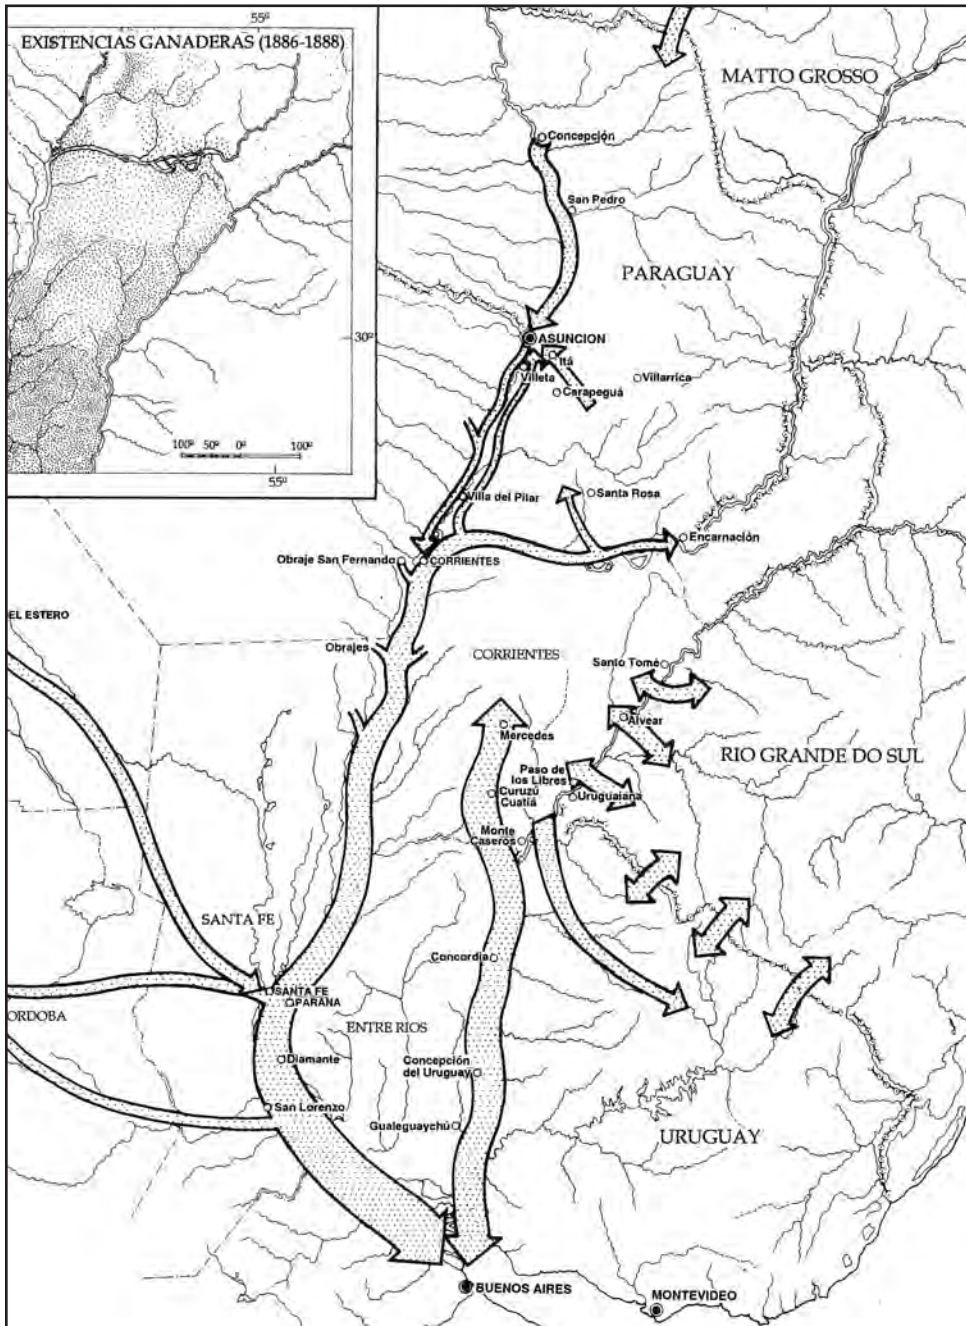 55º
EXISTENCIAS GANADERAS (1886-1888)
30º
100º 50º 0º 100º
55º
MATTO GROSSO
Concepción
San Pedro
PARAGUAY
ASUNCION
Itá
Villeta
Carapeguá
Villarrica
Villa del Pilar
Santa Rosa
Encarnación
Obraje San Fernando
CORRIENTES
EL ESTERO
Obrajes
CORRIENTES
Santo Tomé
Alvear
Mercedes
RIO GRANDE DO SUL
Paso de
los Libres
Curuzú
Cuatiá
Uruguaiana
Monte
Caseros
SANTA FE
Concordia
SANTA FE
PARANA
ORDOBA
ENTRE RIOS
Diamante
Concepción
del Uruguay
San Lorenzo
Gualeguaychú
URUGUAY
BUENOS AIRES
MONTEVIDEO